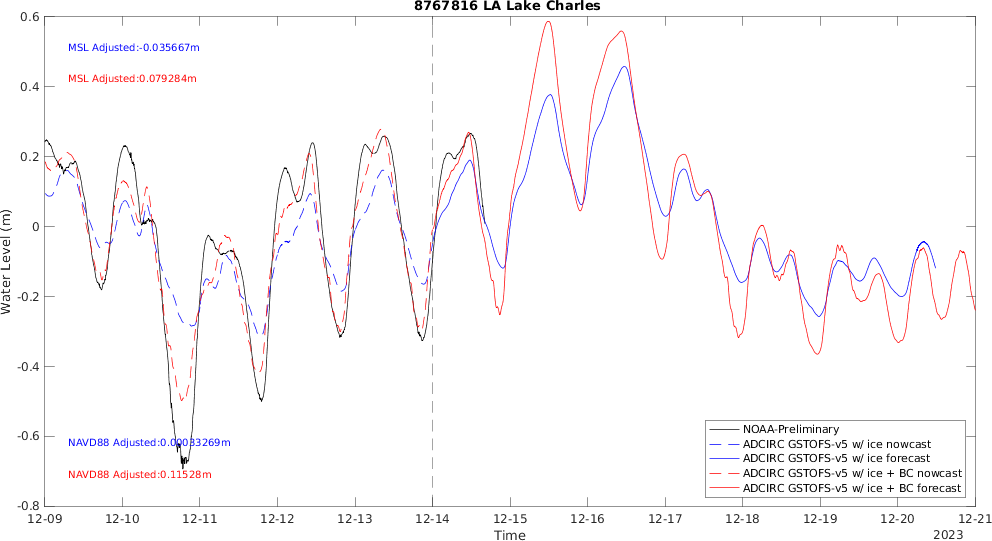 8767816 LA Lake Charles
0.6
0.4
0.2
0
-0.2
-0.4
-0.6
-0.8
Water Level (m)
MSL Adjusted:-0.035667m
MSL Adjusted:0.079284m
NAVD88 Adjusted:0.00033269m
NAVD88 Adjusted:0.11528m
NOAA-Preliminary
ADCIRC GSTOFS-v5 w/ ice nowcast
ADCIRC GSTOFS-v5 w/ ice forecast
ADCIRC GSTOFS-v5 w/ ice + BC nowcast
ADCIRC GSTOFS-v5 w/ ice + BC forecast
12-09 12-10 12-11 12-12 12-13 12-14 12-15 12-16 12-17 12-18 12-19 12-20 12-21
Time
2023